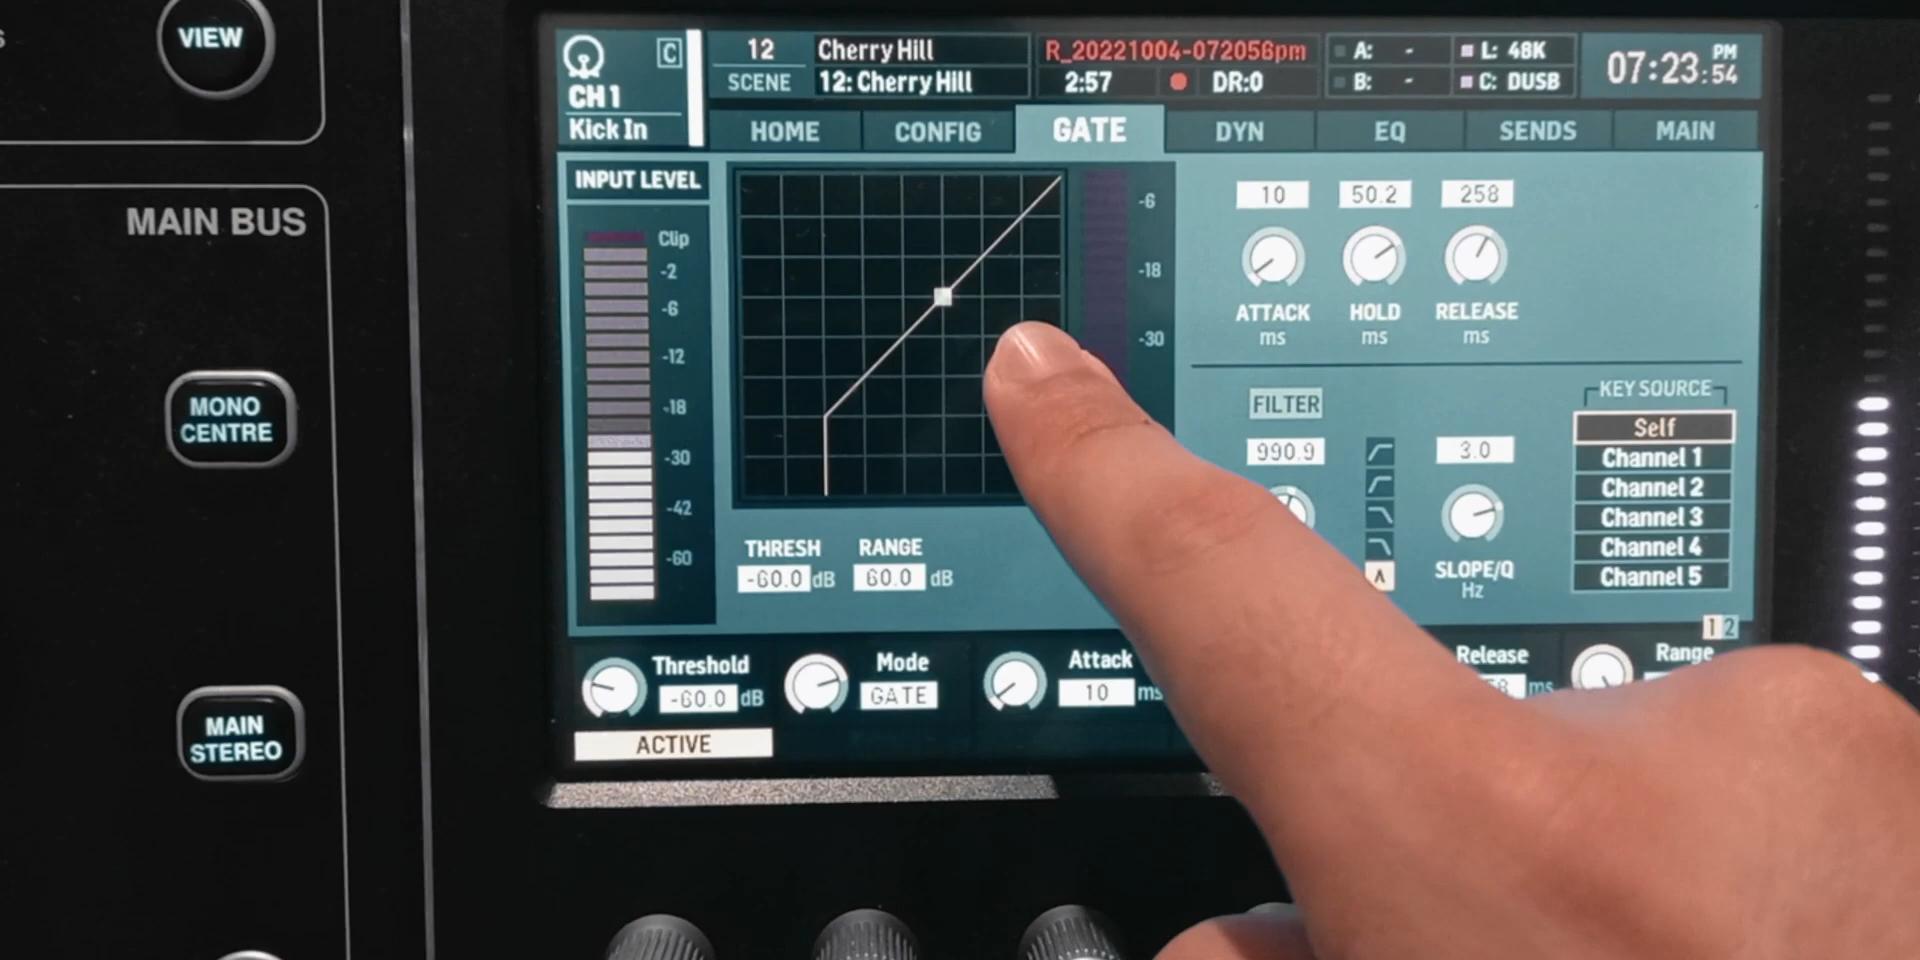 VIEW
MAIN BUS
MONO
CENTRE
MAIN
STEREO
CH 1
C
Kick In
12
SCENE
Cherry Hill
12: Cherry Hill
R_20221004-072056pm
2:57
DR:0
A: -
B: -
L: 48K
C: DUSB
07:23:54
PM
HOME
CONFIG
GATE
DYN
EQ
SENDS
MAIN
INPUT LEVEL
Clip
-2
-6
-12
-18
-30
-42
-60
-6
-18
-30
THRESH
-60.0 dB
RANGE
60.0 dB
10
50.2
258
ATTACK
ms
HOLD
ms
RELEASE
ms
FILTER
990.9
3.0
SLOPE/Q
Hz
KEY SOURCE
Self
Channel 1
Channel 2
Channel 3
Channel 4
Channel 5
1 2
Threshold
-60.0 dB
Mode
GATE
Attack
10 ms
Release
ms
Range
ACTIVE